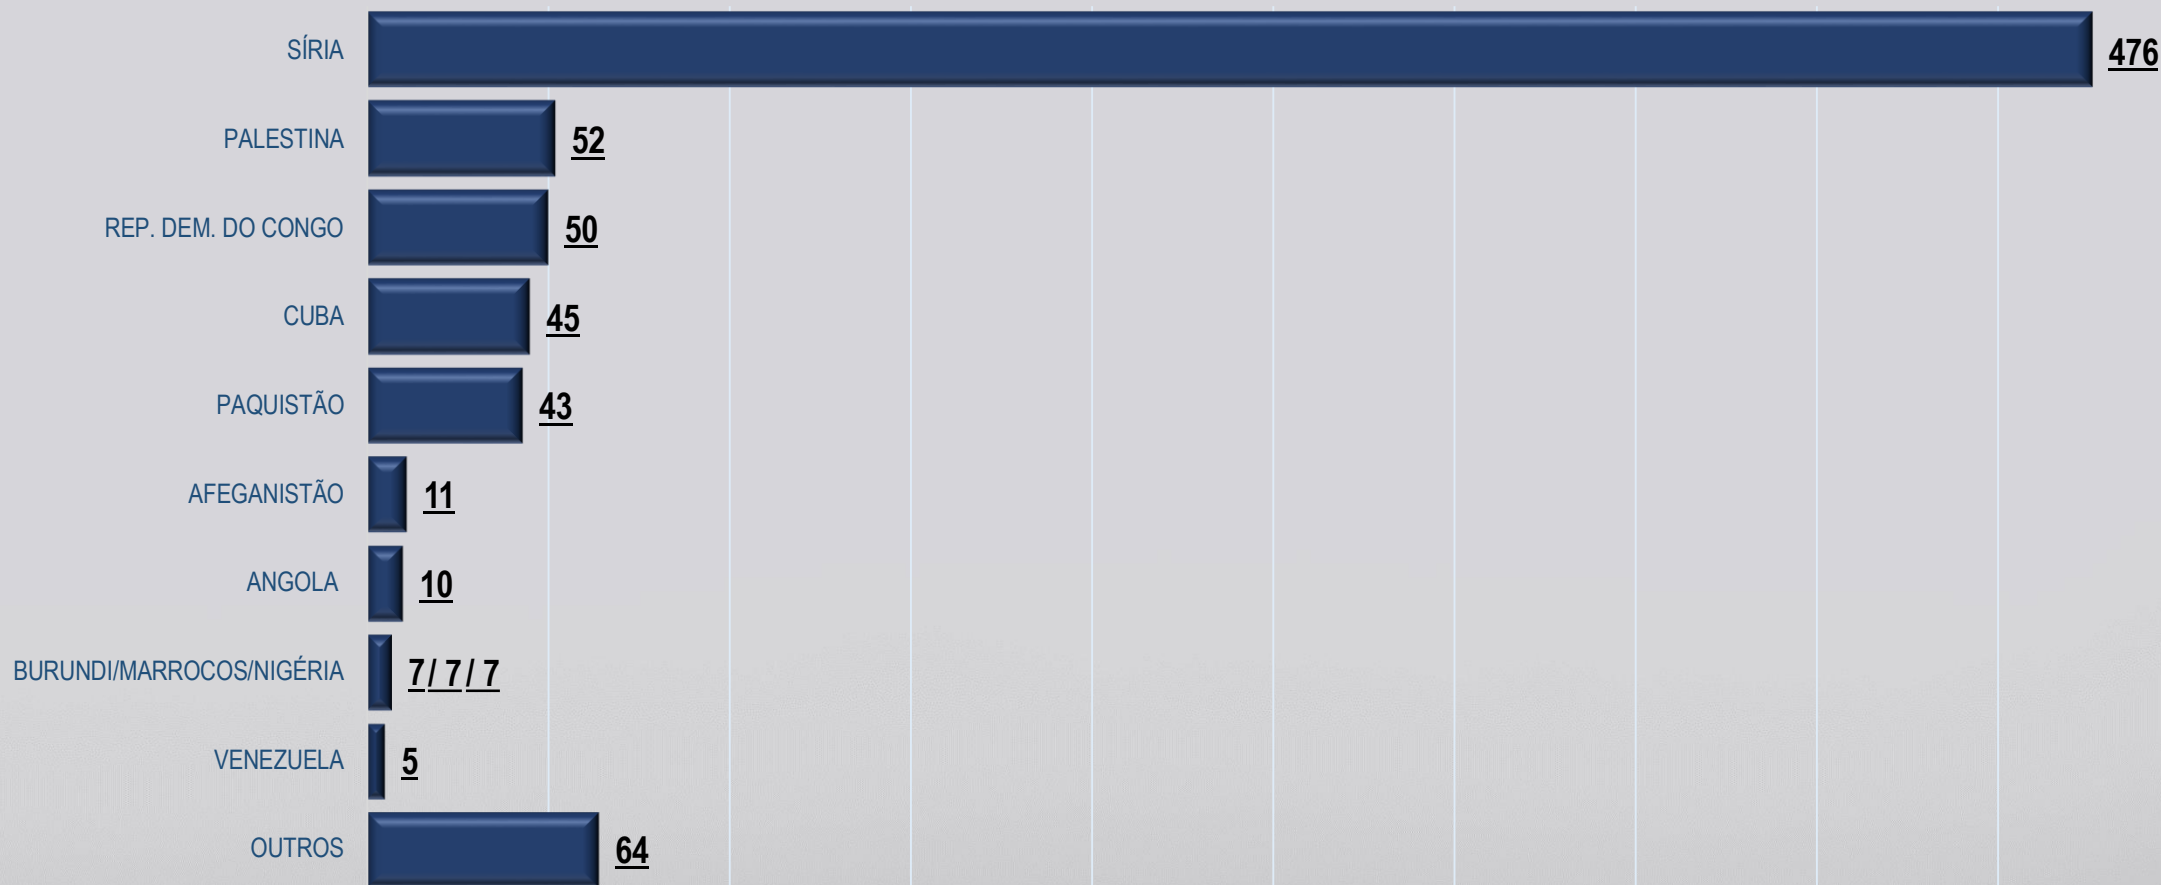 SÍRIA 476
PALESTINA 52
REP. DEM. DO CONGO 50
CUBA 45
PAQUISTÃO 43
AFEGANISTÃO 11
ANGOLA 10
BURUNDI/MARROCOS/NIGÉRIA 7/ 7/ 7
VENEZUELA 5
OUTROS 64